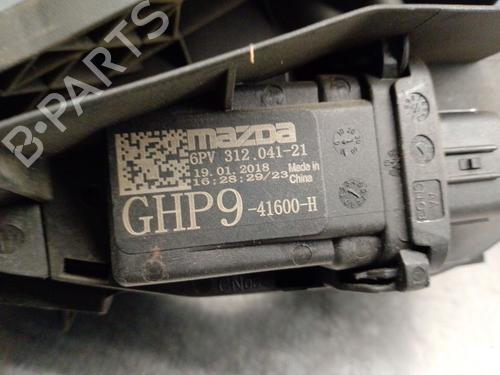 mazda
6PV 312.041-21
19.01.2018
16:28:29/23
Made in
China
GHP9 -41600-H
B-PARTS